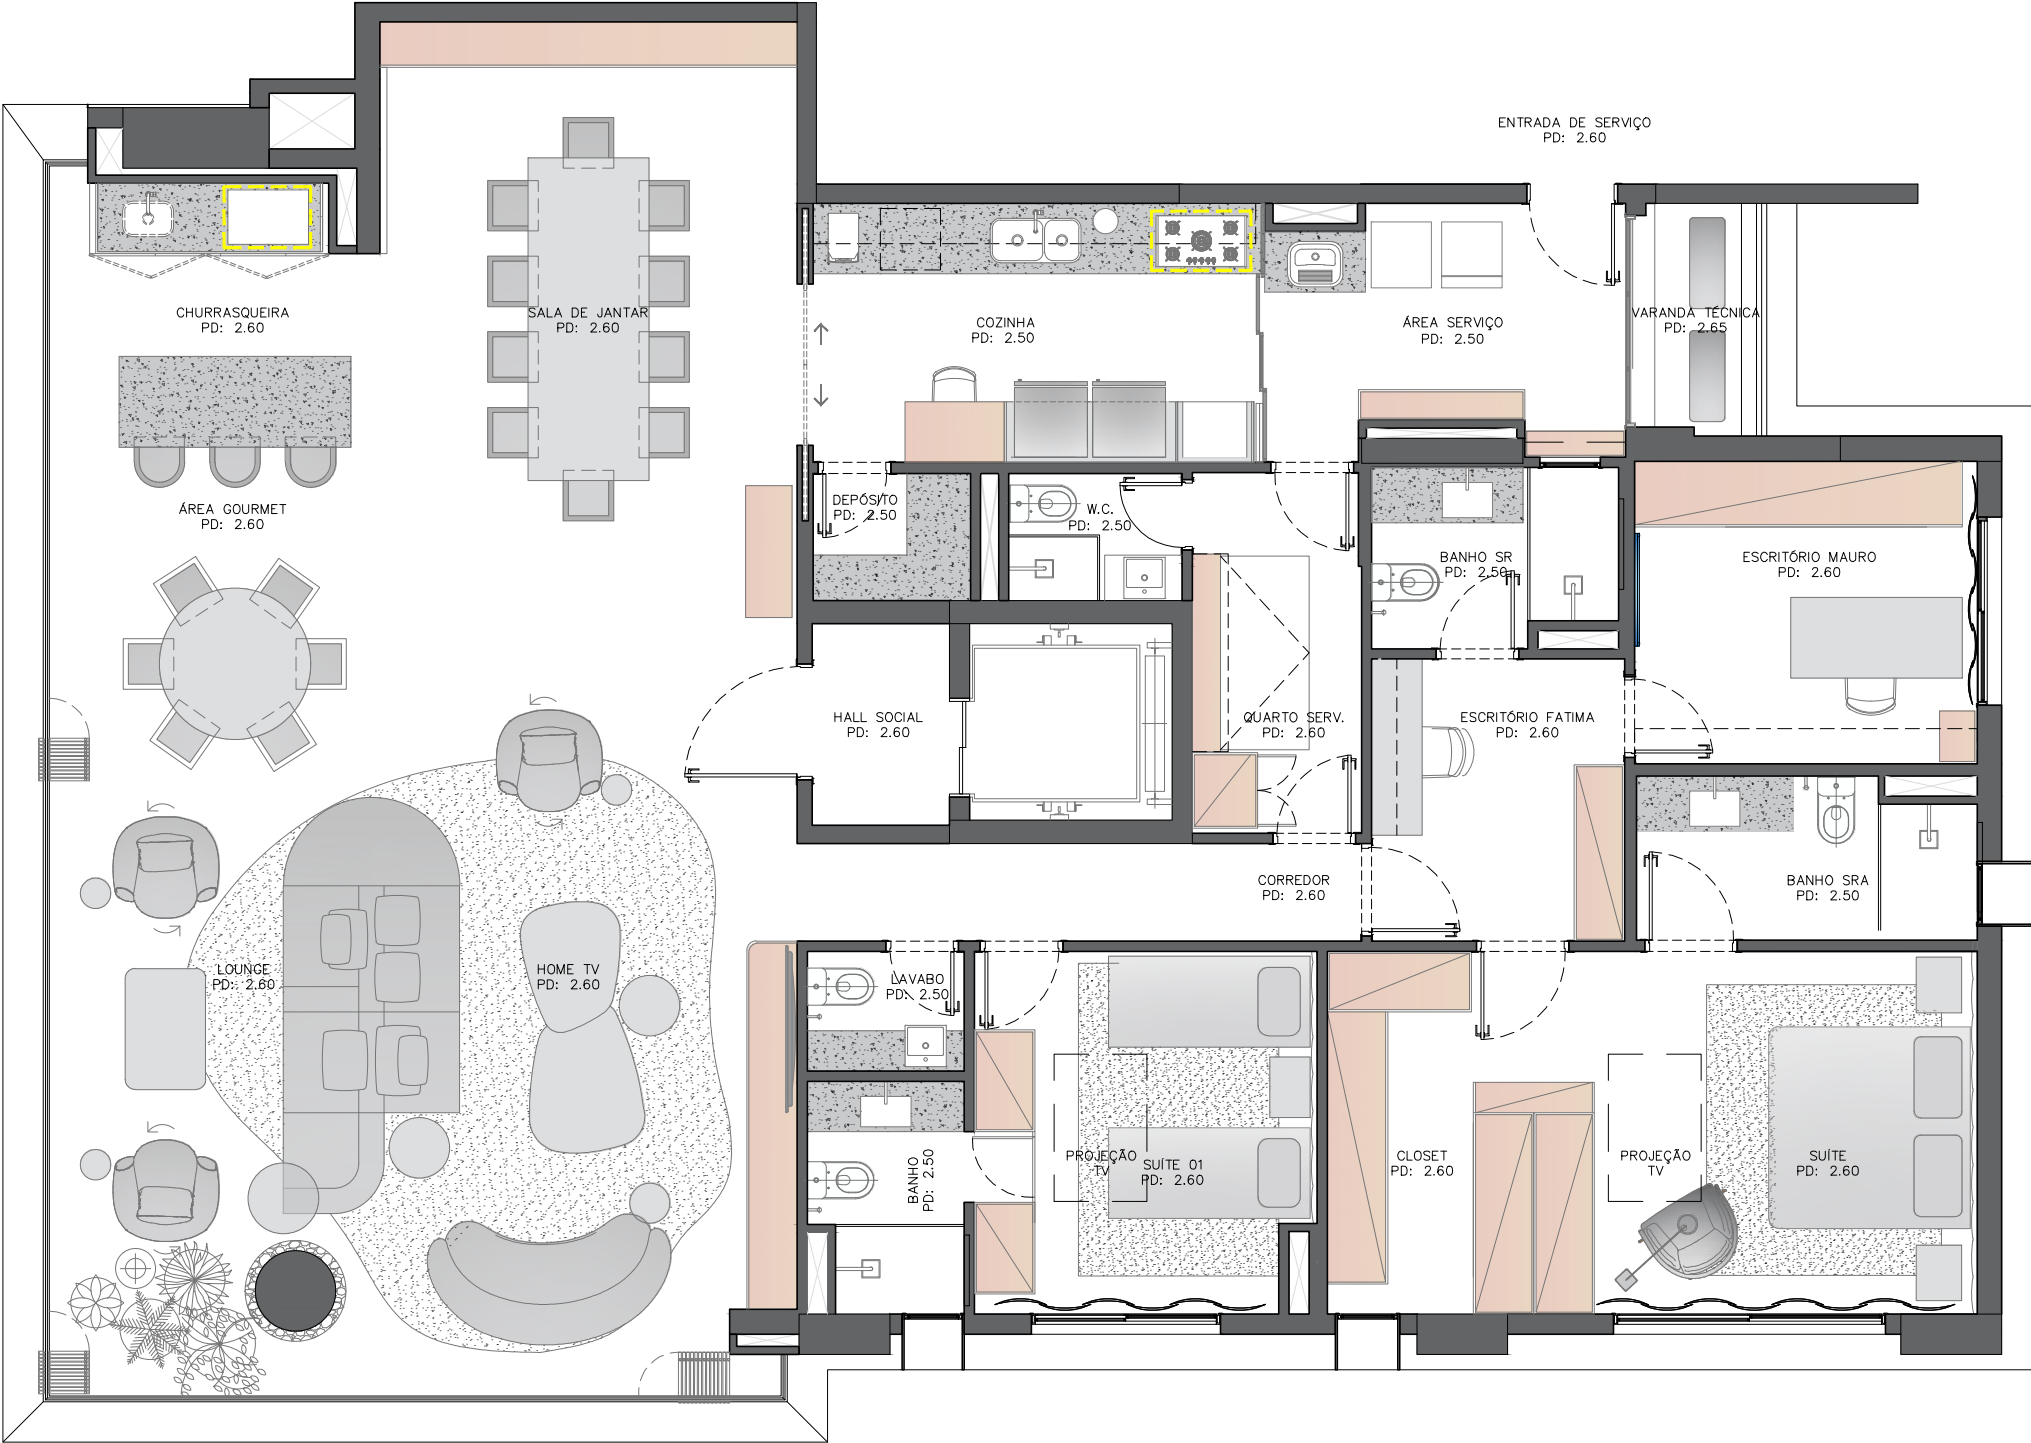 ENTRADA DE SERVIÇO
PD: 2.60
CHURRASQUEIRA
PD: 2.60
SALA DE JANTAR
PD: 2.60
COZINHA
PD: 2.50
ÁREA SERVIÇO
PD: 2.50
VARANDA TÉCNICA
PD: 2.65
ÁREA GOURMET
PD: 2.60
DEPÓSITO
PD: 2.50
W.C.
PD: 2.50
BANHO SR
PD: 2.50
ESCRITÓRIO MAURO
PD: 2.60
HALL SOCIAL
PD: 2.60
QUARTO SERV.
PD: 2.60
ESCRITÓRIO FATIMA
PD: 2.60
CORREDOR
PD: 2.60
BANHO SRA
PD: 2.50
LOUNGE
PD: 2.60
HOME TV
PD: 2.60
LAVABO
PD: 2.50
BANHO
PD: 2.50
PROJEÇÃO
TV
SUÍTE 01
PD: 2.60
CLOSET
PD: 2.60
PROJEÇÃO
TV
SUÍTE
PD: 2.60